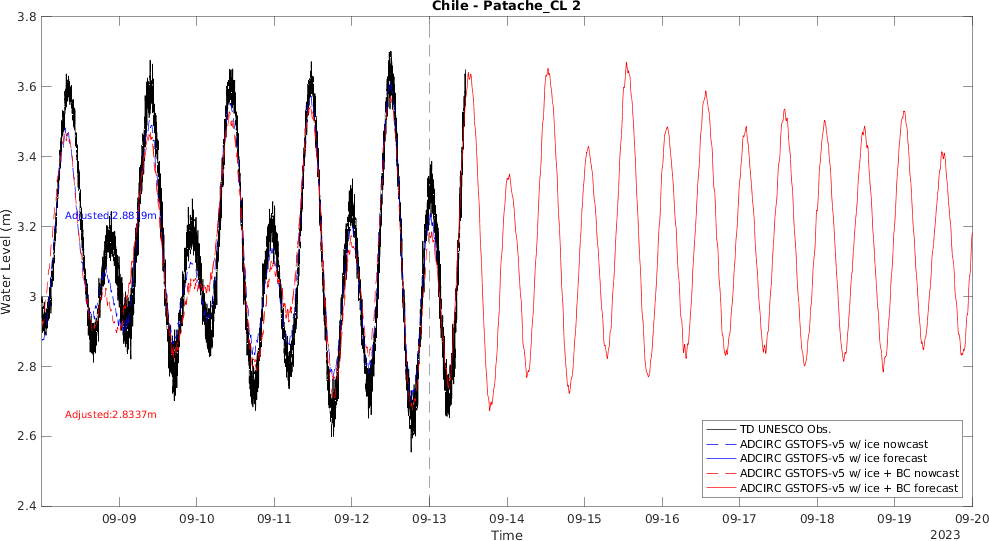 Chile - Patache_CL 2
3.8
3.6
3.4
3.2
3
2.8
2.6
2.4
Water Level (m)
Adjusted:2.8819m
Adjusted:2.8337m
TD UNESCO Obs.
ADCIRC GSTOFS-v5 w/ ice nowcast
ADCIRC GSTOFS-v5 w/ ice forecast
ADCIRC GSTOFS-v5 w/ ice + BC nowcast
ADCIRC GSTOFS-v5 w/ ice + BC forecast
09-09 09-10 09-11 09-12 09-13 09-14 09-15 09-16 09-17 09-18 09-19 09-20
Time
2023